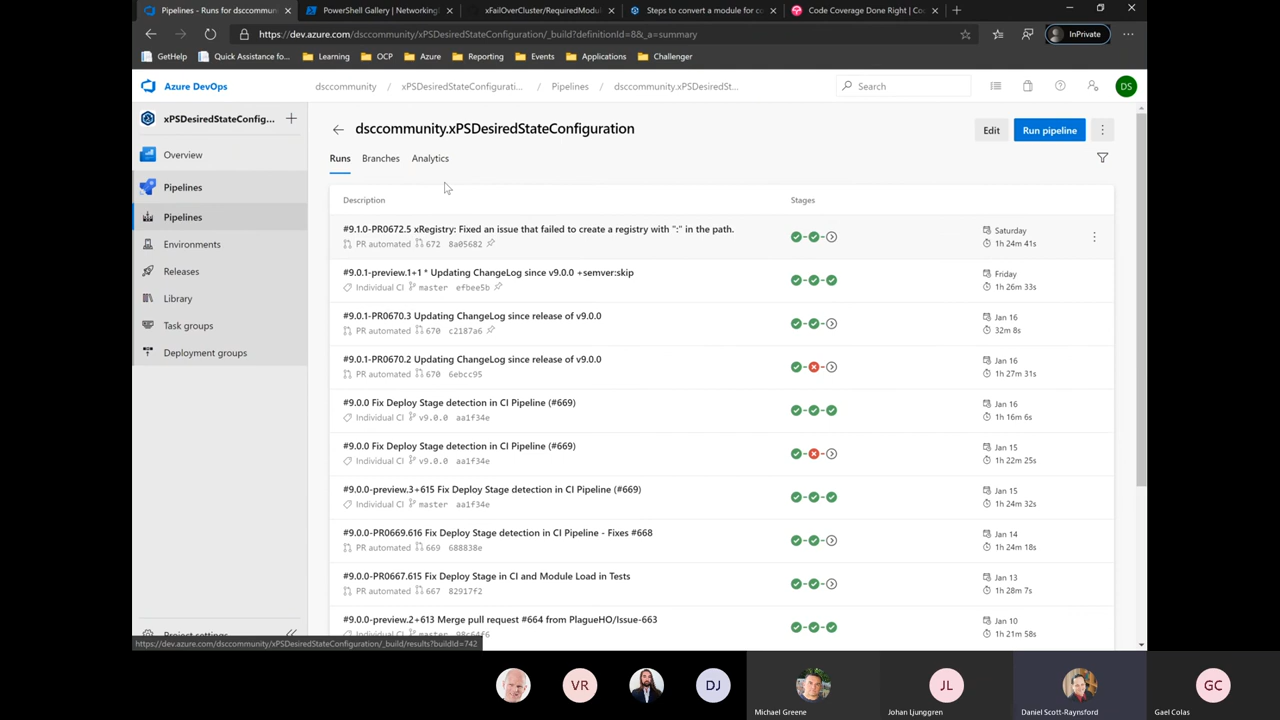 Pipelines - Runs for dsccommun
PowerShell Gallery | Networking
xFailOverCluster/RequiredModul
Steps to convert a module for co
Code Coverage Done Right | Co
https://dev.azure.com/dsccommunity/xPSDesiredStateConfiguration/_build?definitionId=8&_a=summary
InPrivate
GetHelp
Quick Assistance fo...
Learning
OCP
Azure
Reporting
Events
Applications
Challenger
Azure DevOps
dsccommunity / xPSDesiredStateConfigurati... / Pipelines / dsccommunity.xPSDesiredSt...
Search
DS
xPSDesiredStateConfig...
Overview
Pipelines
Pipelines
Environments
Releases
Library
Task groups
Deployment groups
Project settings
dsccommunity.xPSDesiredStateConfiguration
Edit
Run pipeline
Runs
Branches
Analytics
Description
Stages
#9.1.0-PR0672.5 xRegistry: Fixed an issue that failed to create a registry with ":" in the path.
PR automated 672 8a05682
Saturday
1h 24m 41s
#9.0.1-preview.1+1 * Updating ChangeLog since v9.0.0 +semver:skip
Individual CI master efbee5b
Friday
1h 26m 33s
#9.0.1-PR0670.3 Updating ChangeLog since release of v9.0.0
PR automated 670 c2187a6
Jan 16
32m 8s
#9.0.1-PR0670.2 Updating ChangeLog since release of v9.0.0
PR automated 670 6ebcc95
Jan 16
1h 27m 31s
#9.0.0 Fix Deploy Stage detection in CI Pipeline (#669)
Individual CI v9.0.0 aa1f34e
Jan 16
1h 16m 6s
#9.0.0 Fix Deploy Stage detection in CI Pipeline (#669)
Individual CI v9.0.0 aa1f34e
Jan 15
1h 22m 25s
#9.0.0-preview.3+615 Fix Deploy Stage detection in CI Pipeline (#669)
Individual CI master aa1f34e
Jan 15
1h 24m 32s
#9.0.0-PR0669.616 Fix Deploy Stage detection in CI Pipeline - Fixes #668
PR automated 669 688838e
Jan 14
1h 24m 18s
#9.0.0-PR0667.615 Fix Deploy Stage in CI and Module Load in Tests
PR automated 667 82917f2
Jan 13
1h 28m 7s
#9.0.0-preview.2+613 Merge pull request #664 from PlagueHO/Issue-663
Individual CI master 98c64f6
Jan 10
1h 21m 58s
https://dev.azure.com/dsccommunity/xPSDesiredStateConfiguration/_build/results?buildId=742
VR
DJ
Michael Greene
JL
Johan Ljunggren
Daniel Scott-Raynsford
GC
Gael Colas